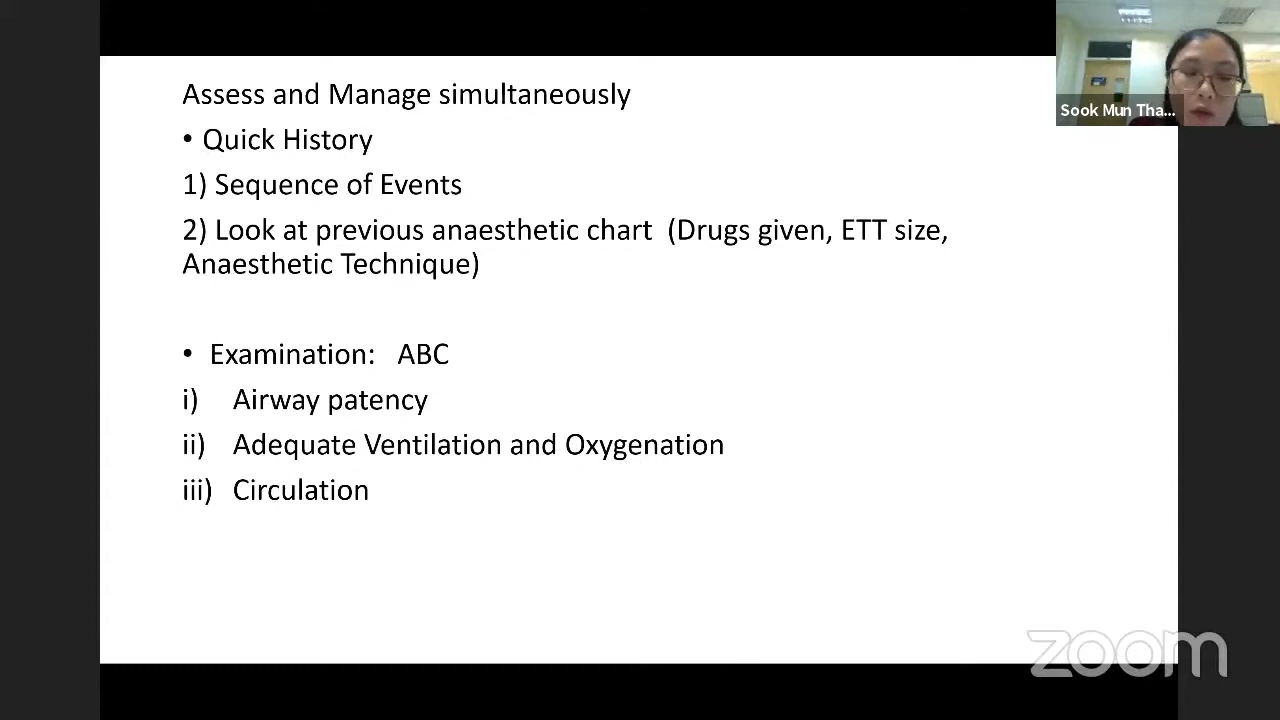 Assess and Manage simultaneously
• Quick History
1) Sequence of Events
2) Look at previous anaesthetic chart (Drugs given, ETT size,
Anaesthetic Technique)
• Examination: ABC
i) Airway patency
ii) Adequate Ventilation and Oxygenation
iii) Circulation
Sook Mun Tha...
zoom